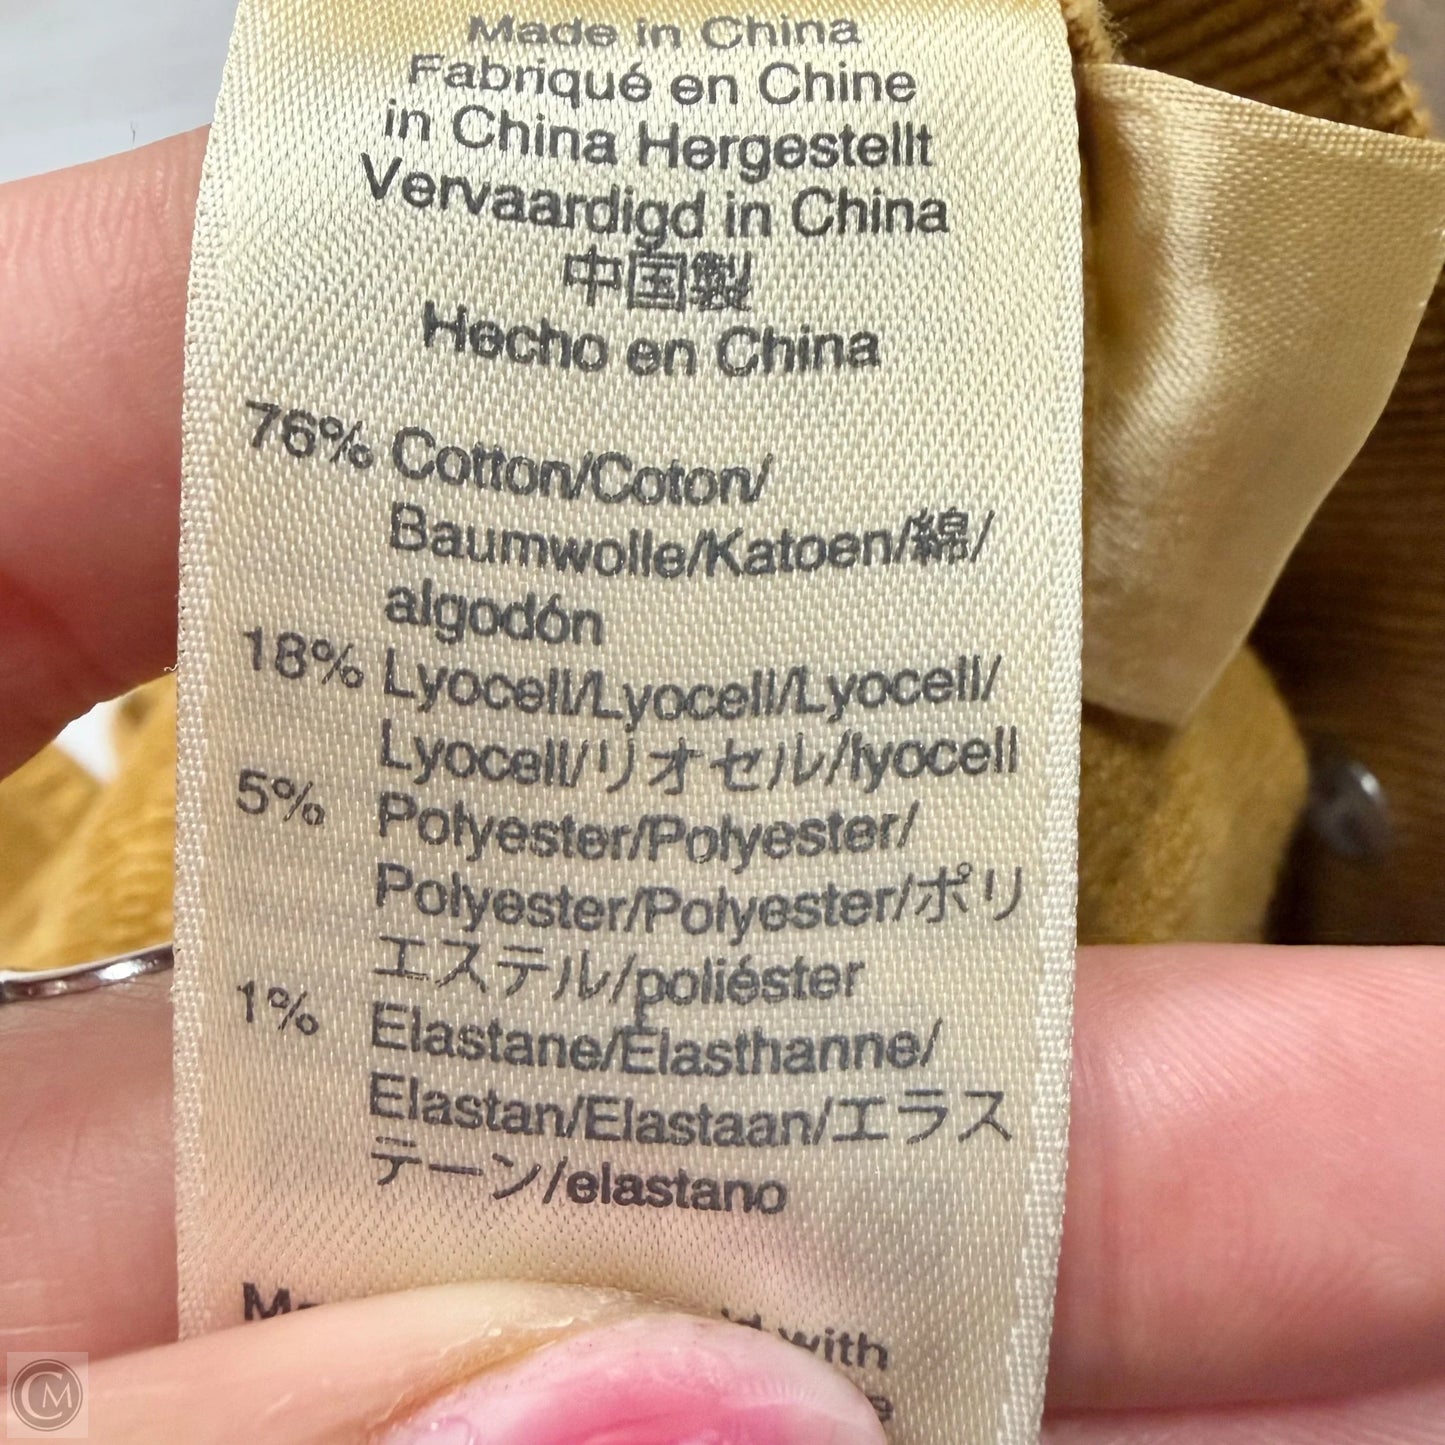 Made in China
Fabriqué en Chine
in China Hergestellt
Vervaardigd in China
中国製
Hecho en China
76% Cotton/Coton/
Baumwolle/Katoen/綿/
algodón
18% Lyocell/Lyocell/Lyocell/
Lyocell/リオセル/lyocell
5% Polyester/Polyester/
Polyester/Polyester/ポリ
エステル/poliéster
1% Elastane/Elasthanne/
Elastan/Elastaan/エラス
テーン/elastano
with
CM